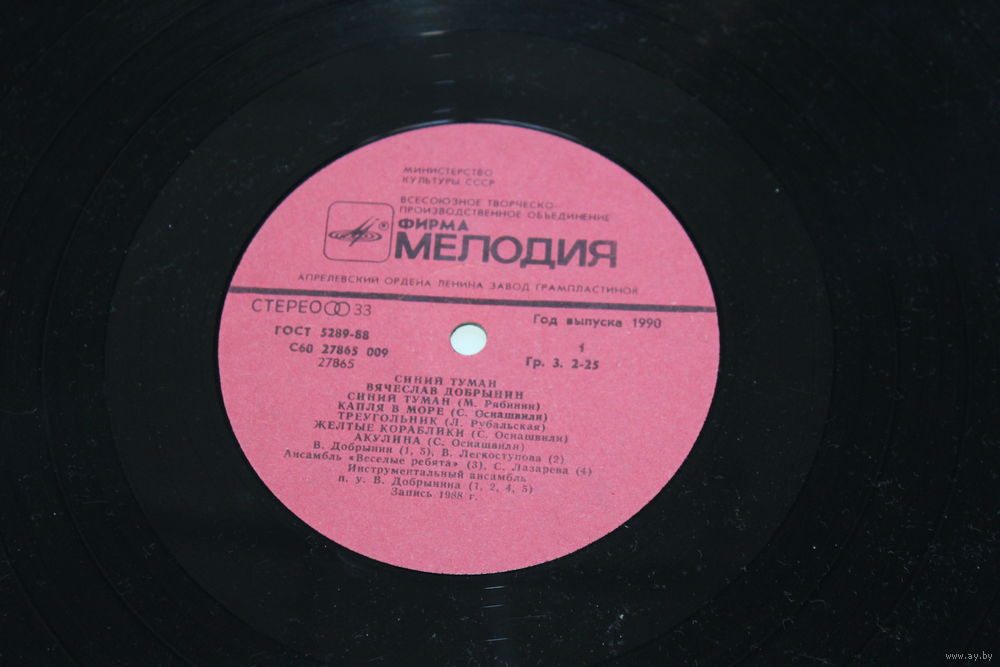 МИНИСТЕРСТВО
КУЛЬТУРЫ СССР
ВСЕСОЮЗНОЕ ТВОРЧЕСКО-
ПРОИЗВОДСТВЕННОЕ ОБЪЕДИНЕНИЕ
ФИРМА
®
МЕЛОДИЯ
АПРЕЛЕВСКИЙ ОРДЕНА ЛЕНИНА ЗАВОД ГРАМПЛАСТИНОК
СТЕРЕО 33
Год выпуска 1990
ГОСТ 5289-88
С60 27865 009
27865
1
Гр. 3. 2-25
СИНИЙ ТУМАН
ВЯЧЕСЛАВ ДОБРЫНИН
СИНИЙ ТУМАН (М. Рябинин)
КАПЛЯ В МОРЕ (С. Осиашвили)
ТРЕУГОЛЬНИК (Л. Рубальская)
ЖЕЛТЫЕ КОРАБЛИКИ (С. Осиашвили)
АКУЛИНА (С. Осиашвили)
В. Добрынин (1, 5), В. Легкоступова (2)
Ансамбль «Веселые ребята» (3), С. Лазарева (4)
Инструментальный ансамбль
п. у. В. Добрынина (1, 2, 4, 5)
Запись 1988 г.
www.ay.by